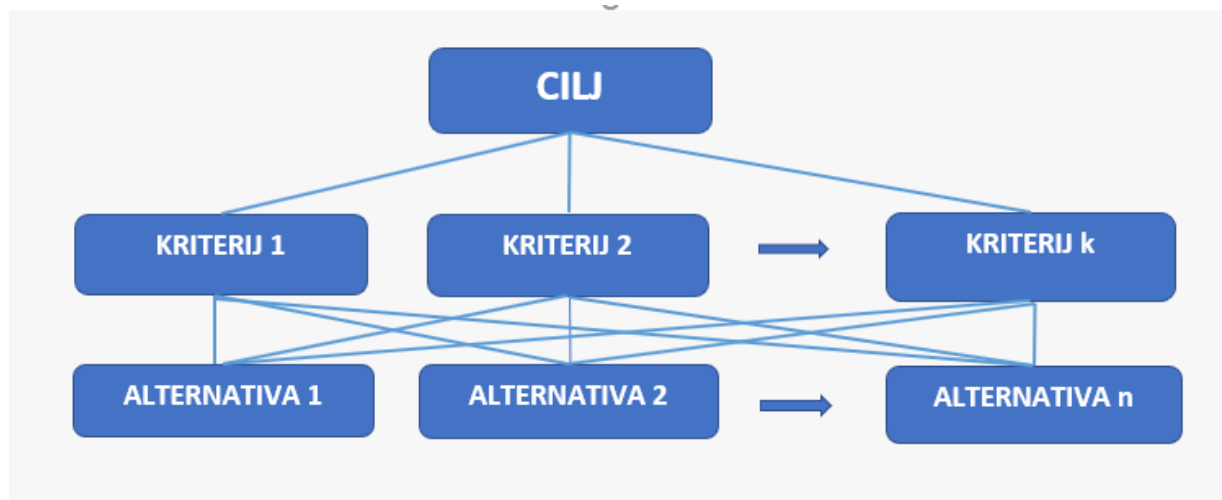 CILJ
KRITERIJ 1
KRITERIJ 2
KRITERIJ k
ALTERNATIVA 1
ALTERNATIVA 2
ALTERNATIVA n